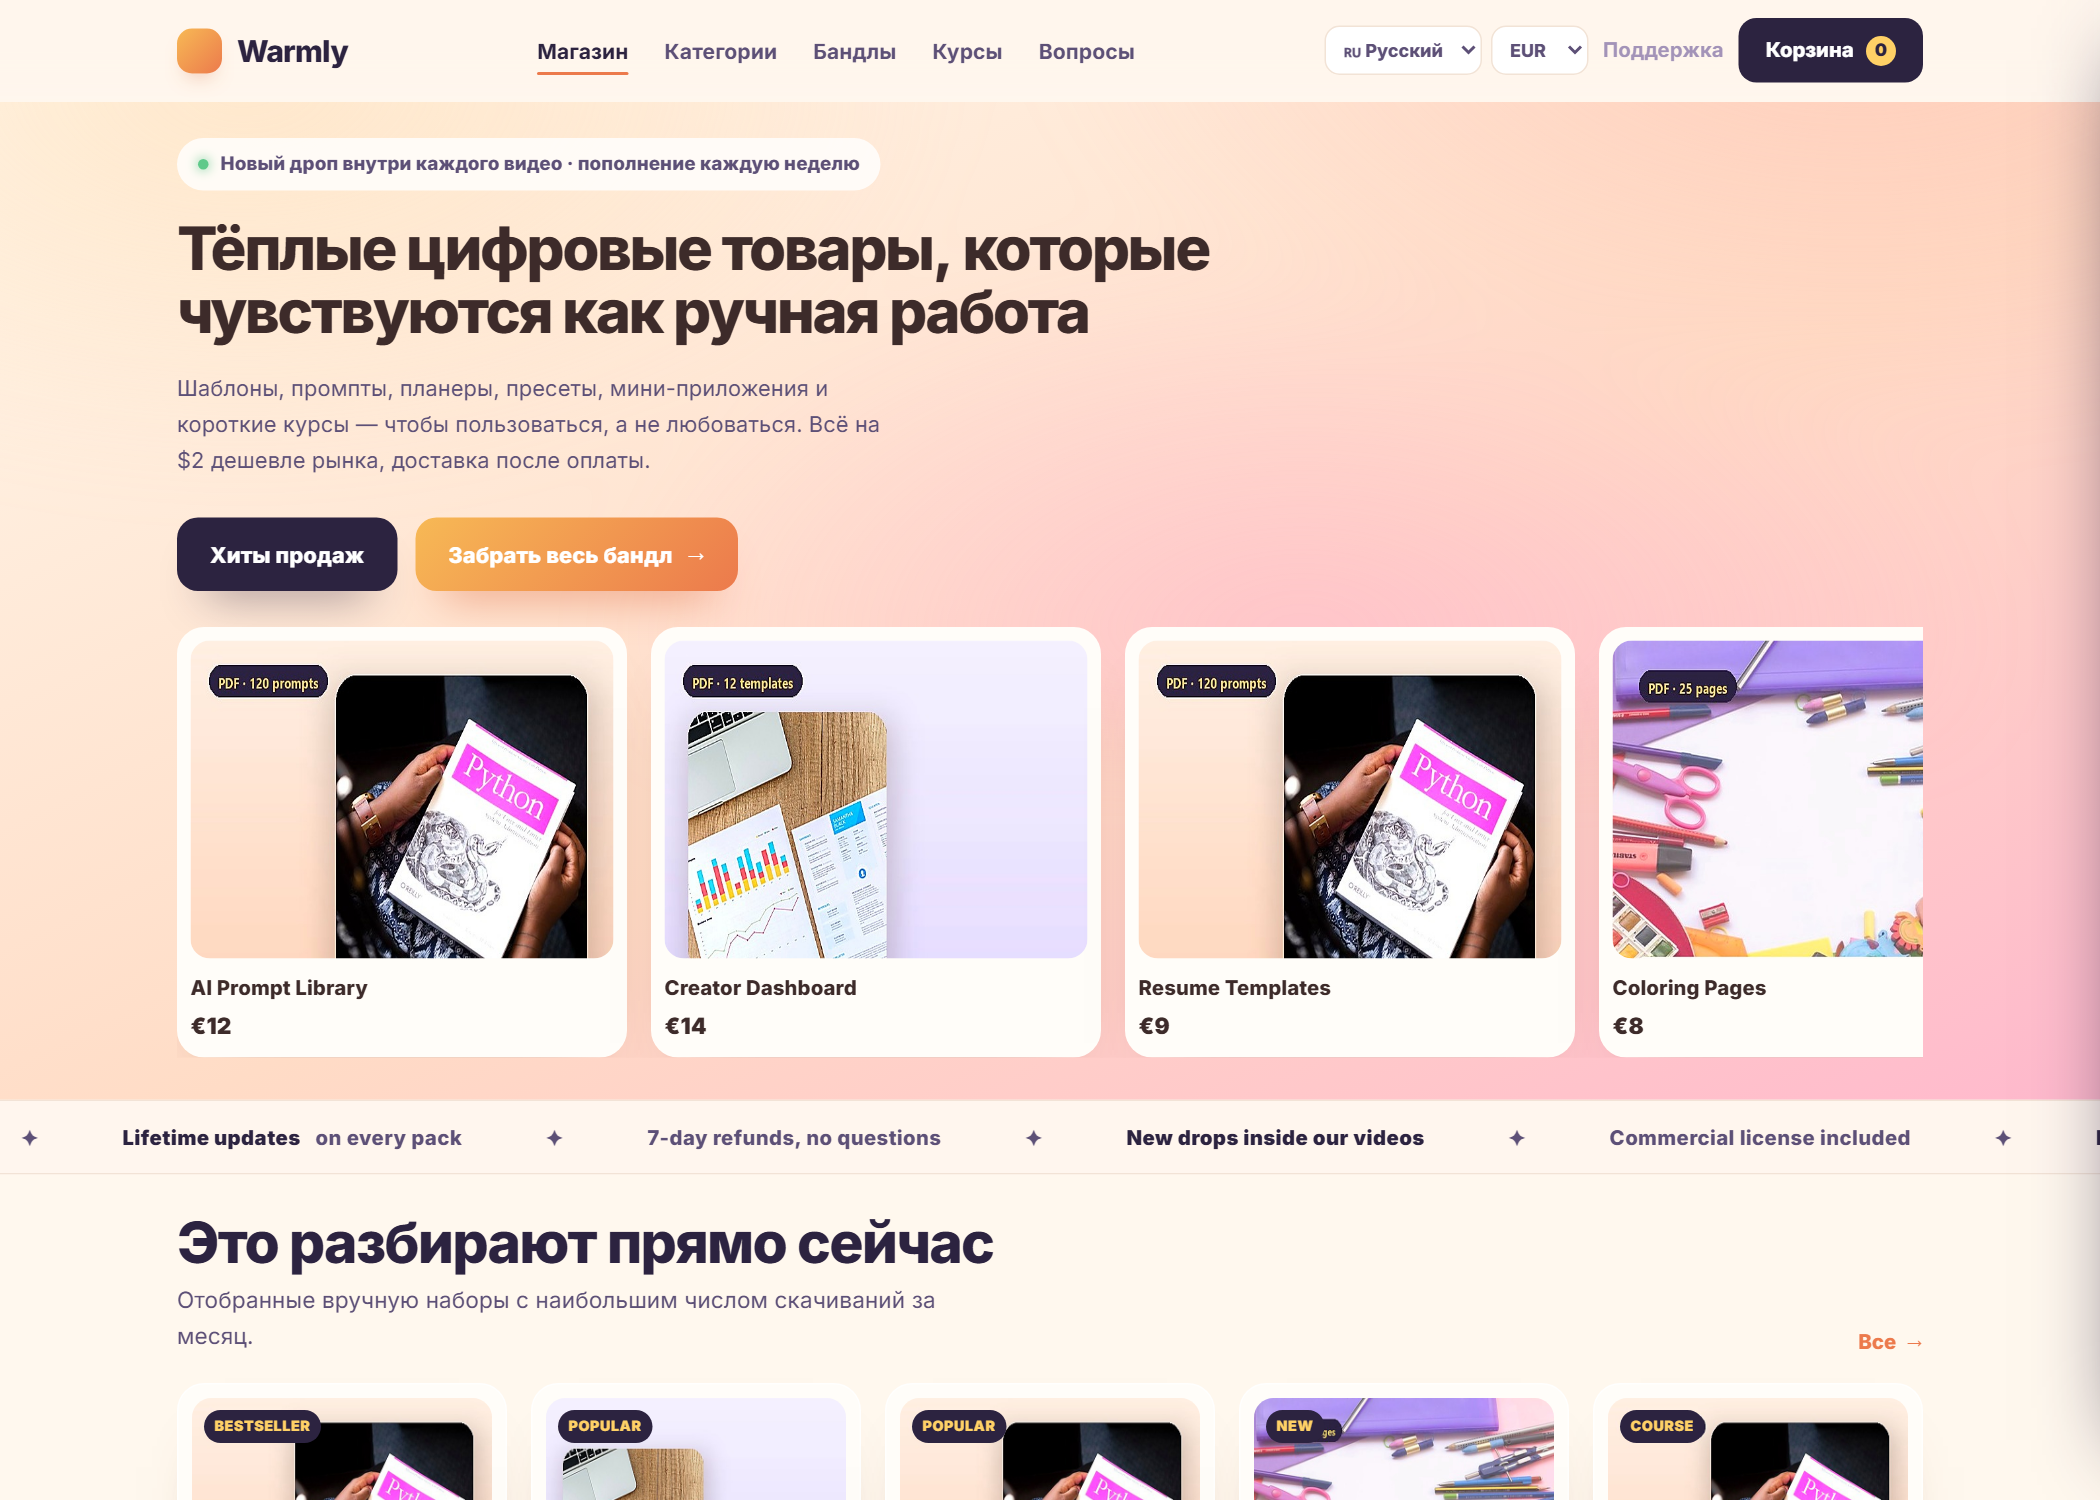 Warmly
Магазин
Категории
Бандлы
Курсы
Вопросы
RU Русский
EUR
Поддержка
Корзина 0
Новый дроп внутри каждого видео · пополнение каждую неделю
Тёплые цифровые товары, которые
чувствуются как ручная работа
Шаблоны, промпты, планеры, пресеты, мини-приложения и
короткие курсы — чтобы пользоваться, а не любоваться. Всё на
$2 дешевле рынка, доставка после оплаты.
Хиты продаж
Забрать весь бандл →
PDF · 120 prompts
Python
O'REILLY
AI Prompt Library
€12
PDF · 12 templates
Creator Dashboard
€14
PDF · 120 prompts
Python
O'REILLY
Resume Templates
€9
PDF · 25 pages
Coloring Pages
€8
✦ Lifetime updates on every pack ✦ 7-day refunds, no questions ✦ New drops inside our videos ✦ Commercial license included ✦
Это разбирают прямо сейчас
Отобранные вручную наборы с наибольшим числом скачиваний за
месяц.
Все →
BESTSELLER
POPULAR
POPULAR
NEW
COURSE